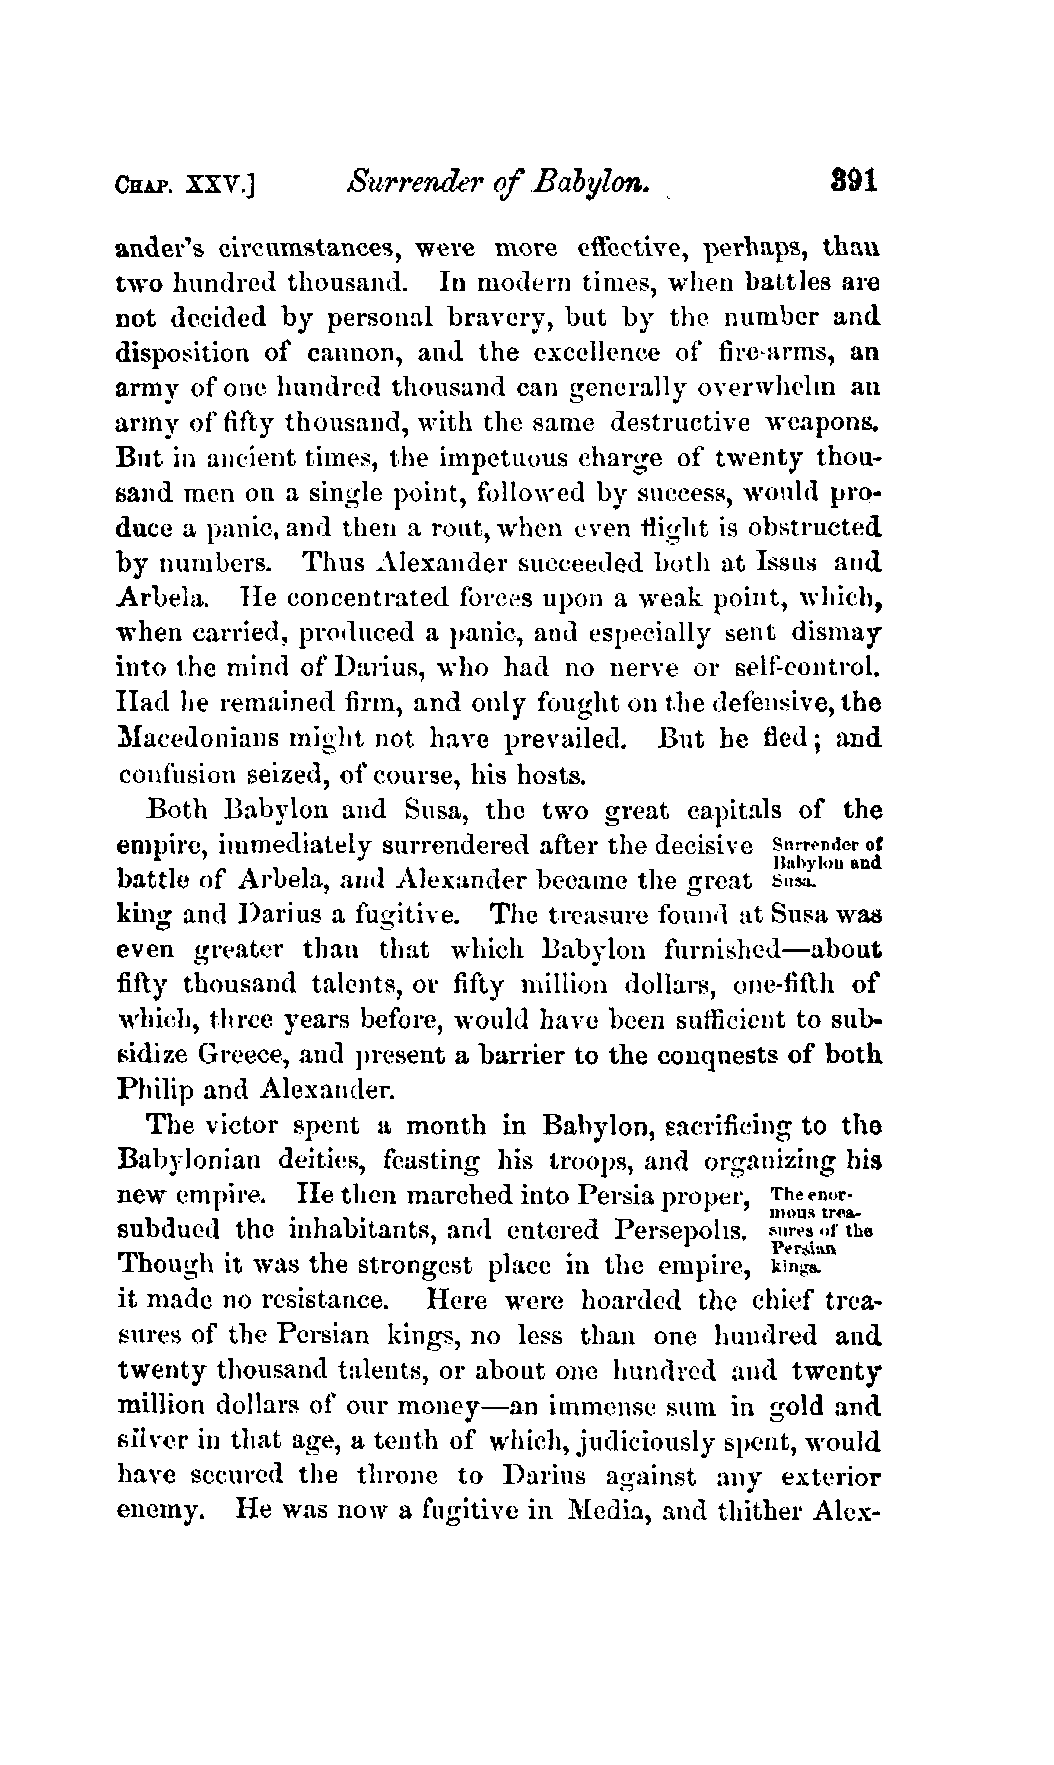 CHAP. XXV.] Surrender of Babylon. 391
ander's circumstances, were more effective, perhaps, than
two hundred thousand. In modern times, when battles are
not decided by personal bravery, but by the number and
disposition of cannon, and the excellence of fire-arms, an
army of one hundred thousand can generally overwhelm an
army of fifty thousand, with the same destructive weapons.
But in ancient times, the impetuous charge of twenty thou-
sand men on a single point, followed by success, would pro-
duce a panic, and then a rout, when even flight is obstructed
by numbers. Thus Alexander succeeded both at Issus and
Arbela. He concentrated forces upon a weak point, which,
when carried, produced a panic, and especially sent dismay
into the mind of Darius, who had no nerve or self-control.
Had he remained firm, and only fought on the defensive, the
Macedonians might not have prevailed. But he fled; and
confusion seized, of course, his hosts.
Both Babylon and Susa, the two great capitals of the
empire, immediately surrendered after the decisive
battle of Arbela, and Alexander became the great
Surrender of
Babylon and
Susa.
king and Darius a fugitive. The treasure found at Susa was
even greater than that which Babylon furnished—about
fifty thousand talents, or fifty million dollars, one-fifth of
which, three years before, would have been sufficient to sub-
sidize Greece, and present a barrier to the conquests of both
Philip and Alexander.
The victor spent a month in Babylon, sacrificing to the
Babylonian deities, feasting his troops, and organizing his
new empire. He then marched into Persia proper,
subdued the inhabitants, and entered Persepolis.
Though it was the strongest place in the empire,
The enor-
mous trea-
sures of the
Persian
kings.
it made no resistance. Here were hoarded the chief trea-
sures of the Persian kings, no less than one hundred and
twenty thousand talents, or about one hundred and twenty
million dollars of our money—an immense sum in gold and
silver in that age, a tenth of which, judiciously spent, would
have secured the throne to Darius against any exterior
enemy. He was now a fugitive in Media, and thither Alex-